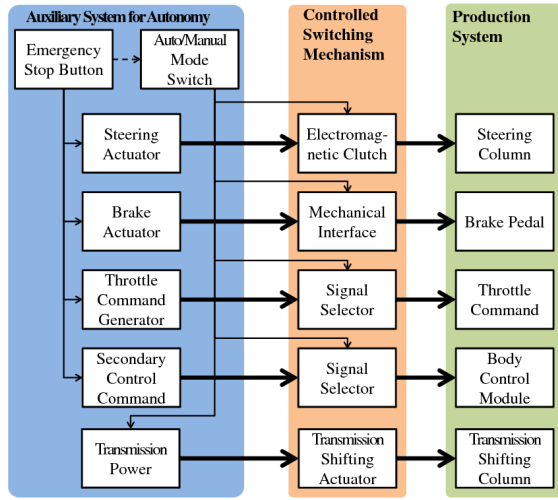 Auxiliary System for Autonomy
Controlled
Switching
Mechanism
Production
System
Emergency
Stop Button
Auto/Manual
Mode
Switch
Steering
Actuator
Electromag-
netic Clutch
Steering
Column
Brake
Actuator
Mechanical
Interface
Brake Pedal
Throttle
Command
Generator
Signal
Selector
Throttle
Command
Secondary
Control
Command
Signal
Selector
Body
Control
Module
Transmission
Power
Transmission
Shifting
Actuator
Transmission
Shifting
Column